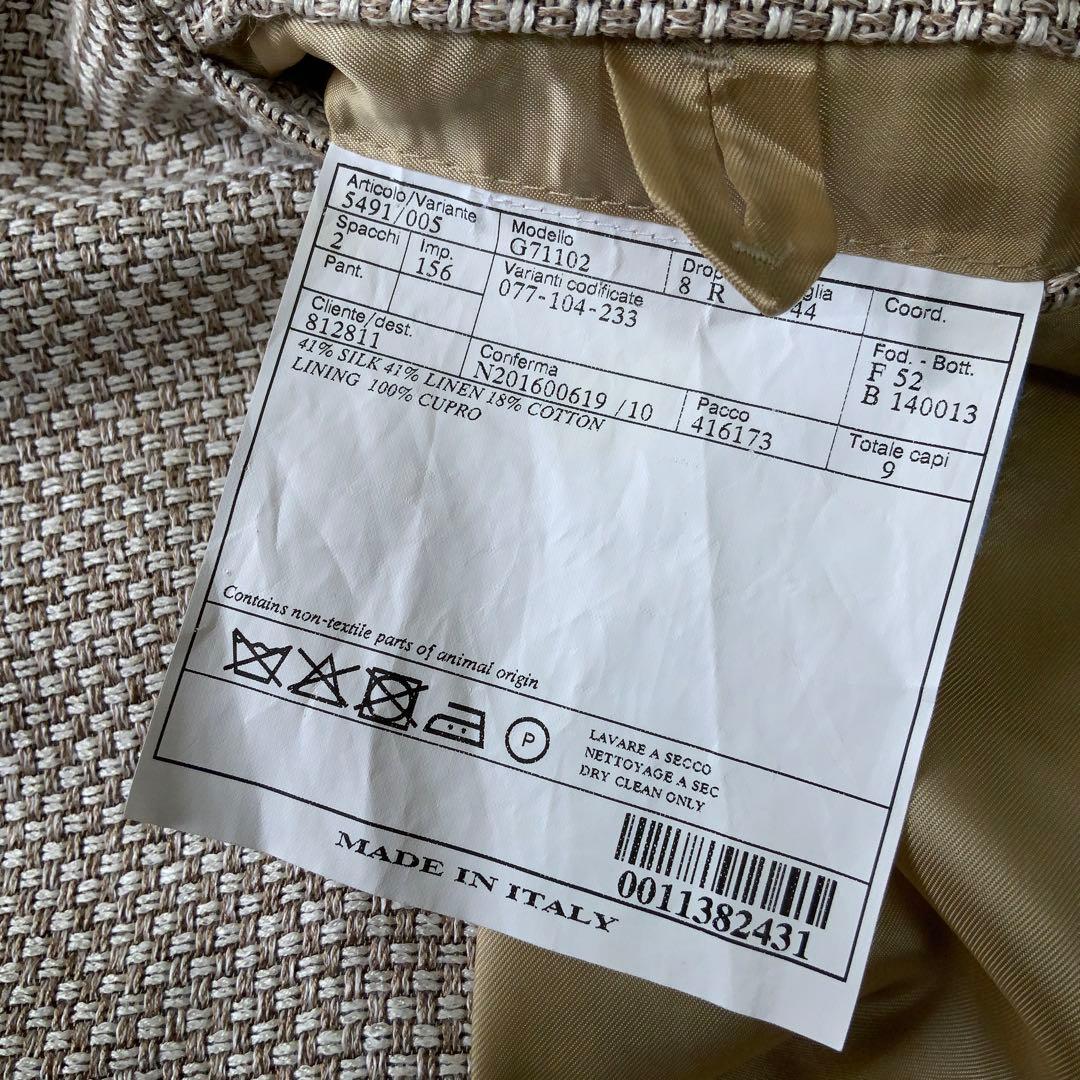 Articolo/Variante
5491/005
Modello
G71102
Drop
8 R
44
Coord.
Spacchi
2
Imp.
156
Varianti codificate
077-104-233
Pant.
Fod. - Bott.
F 52
B 140013
Cliente/dest.
812811
Conferma
N201600619 /10
Pacco
416173
Totale capi
9
41% SILK 41% LINEN 18% COTTON
LINING 100% CUPRO
Contains non-textile parts of animal origin
P
LAVARE A SECCO
NETTOYAGE A SEC
DRY CLEAN ONLY
MADE IN ITALY
0011382431